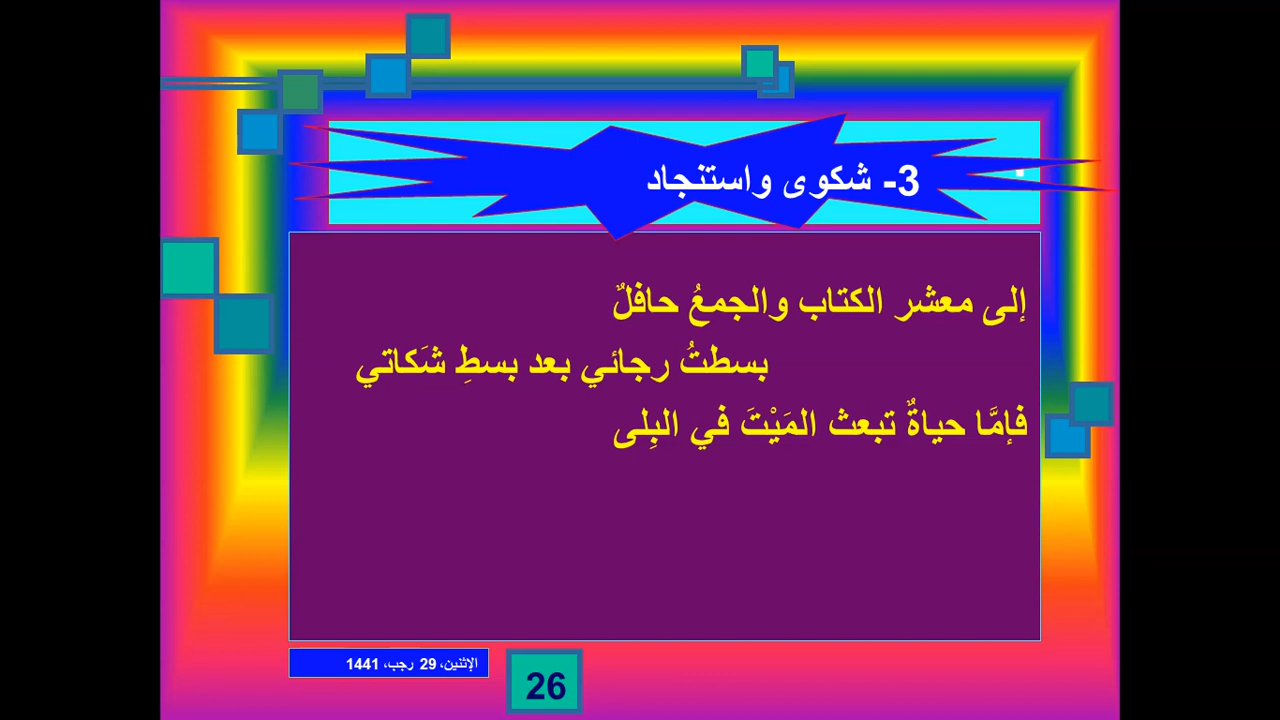 3- شكوى واستنجاد
إلى معشر الكتاب والجمعُ حافلٌ
بسطتُ رجائي بعد بسطِ شَكاتي
فإمَّا حياةٌ تبعث المَيْتَ في البِلى
الإثنين، 29 رجب، 1441
26